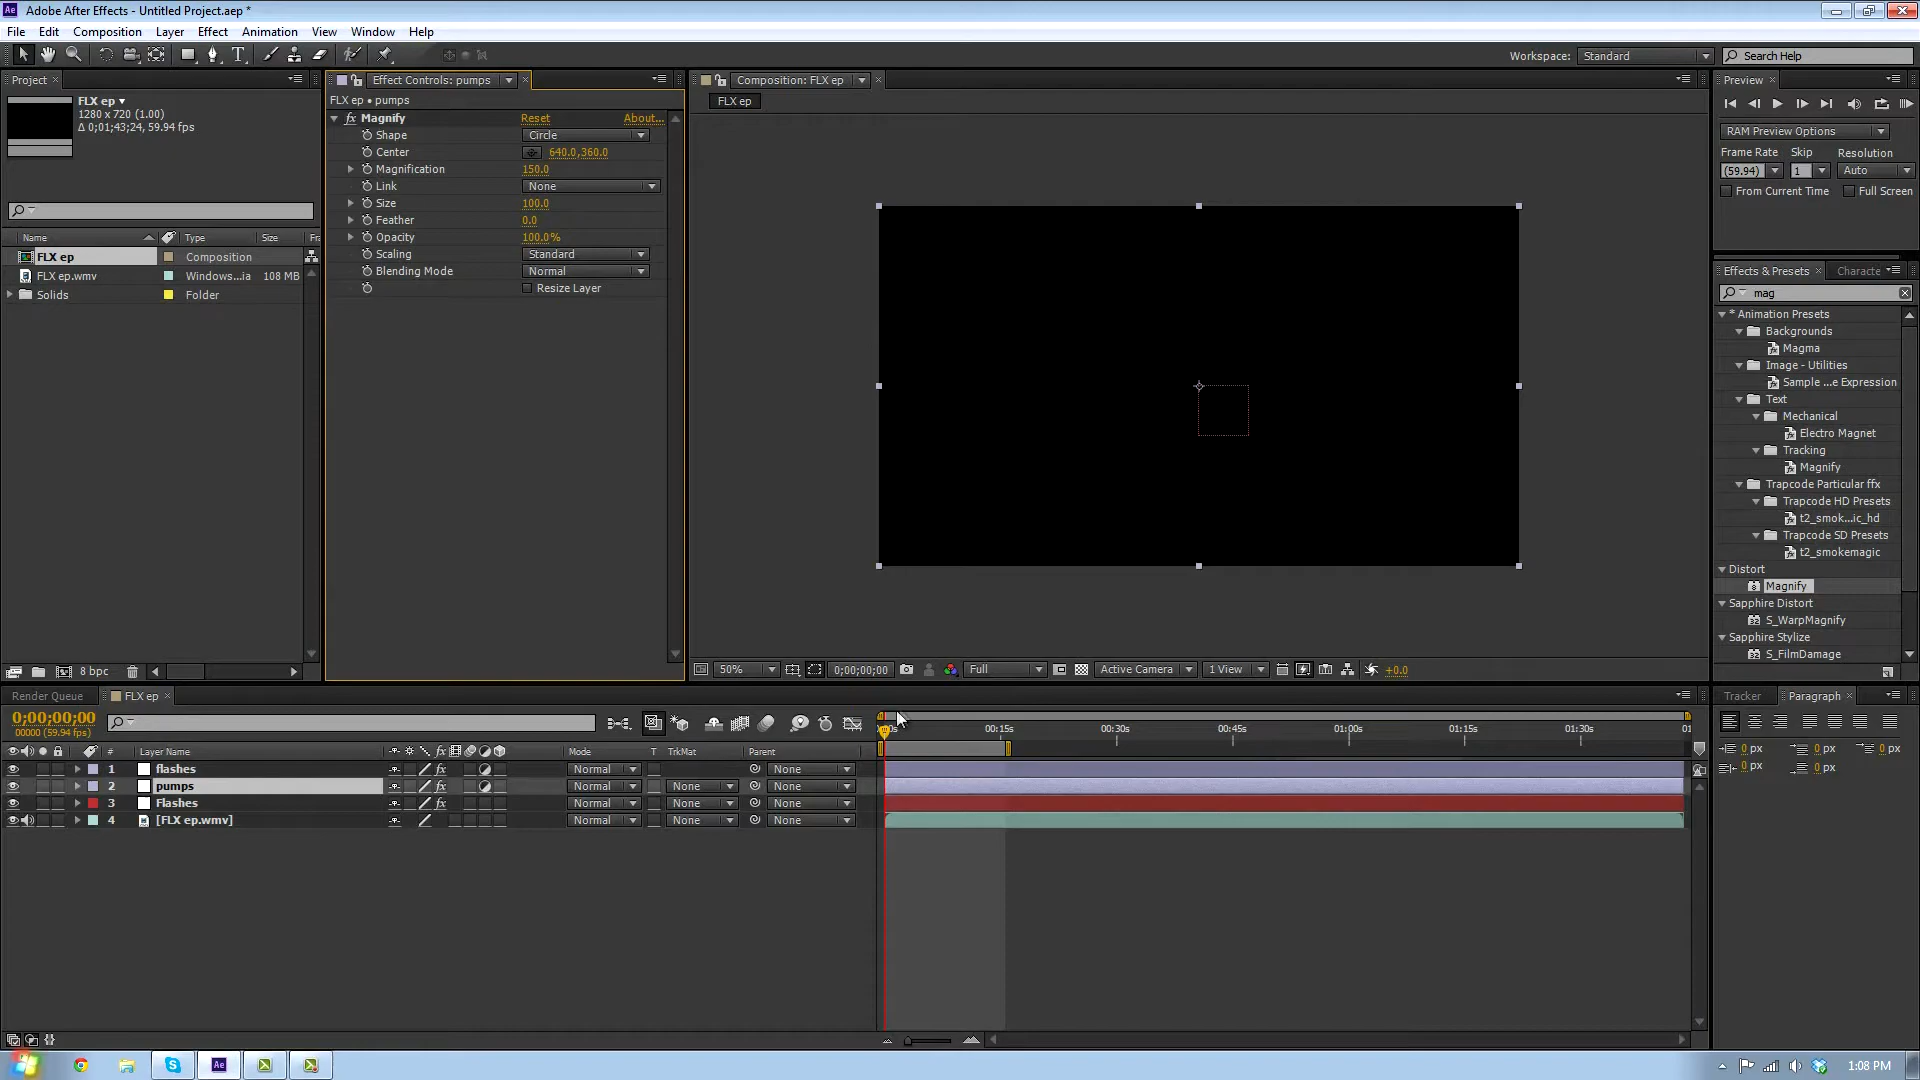 Adobe After Effects - Untitled Project.aep *
File Edit Composition Layer Effect Animation View Window Help
Workspace: Standard Search Help
Project
FLX ep
1280 x 720 (1.00)
Δ 0;01;43;24, 59.94 fps
Name Type Size
FLX ep Composition
FLX ep.wmv Windows...ia 108 MB
Solids Folder
8 bpc
Effect Controls: pumps
FLX ep • pumps
fx Magnify Reset About...
Shape Circle
Center 640.0,360.0
Magnification 150.0
Link None
Size 100.0
Feather 0.0
Opacity 100.0%
Scaling Standard
Blending Mode Normal
Resize Layer
Composition: FLX ep
FLX ep
50% 0;00;00;00 Full Active Camera 1 View +0.0
Preview
RAM Preview Options
Frame Rate Skip Resolution
(59.94) 1 Auto
From Current Time Full Screen
Effects & Presets Characte
mag
* Animation Presets
Backgrounds
Magma
Image - Utilities
Sample ...e Expression
Text
Mechanical
Electro Magnet
Tracking
Magnify
Trapcode Particular ffx
Trapcode HD Presets
t2_smok...ic_hd
Trapcode SD Presets
t2_smokemagic
Distort
Magnify
Sapphire Distort
S_WarpMagnify
Sapphire Stylize
S_FilmDamage
Render Queue FLX ep
0;00;00;00
00000 (59.94 fps)
00:15s 00:30s 00:45s 01:00s 01:15s 01:30s 01
# Layer Name Mode T TrkMat Parent
1 flashes fx Normal None
2 pumps fx Normal None None
3 Flashes fx Normal None None
4 [FLX ep.wmv] Normal None None
Tracker Paragraph
0 px 0 px 0 px
0 px 0 px
1:08 PM